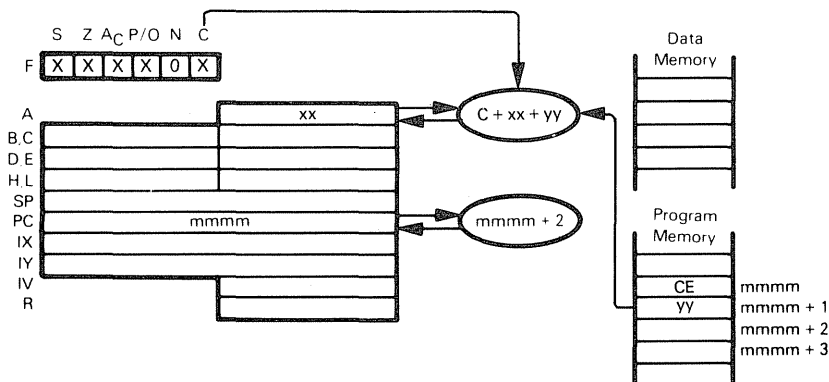 S Z AC P/O N C
F X X X X 0 X
Data
Memory
A xx
C + xx + yy
B,C
D,E
H,L
SP
PC mmmm
mmmm + 2
IX
IY
IV
R
Program
Memory
CE mmmm
yy mmmm + 1
mmmm + 2
mmmm + 3